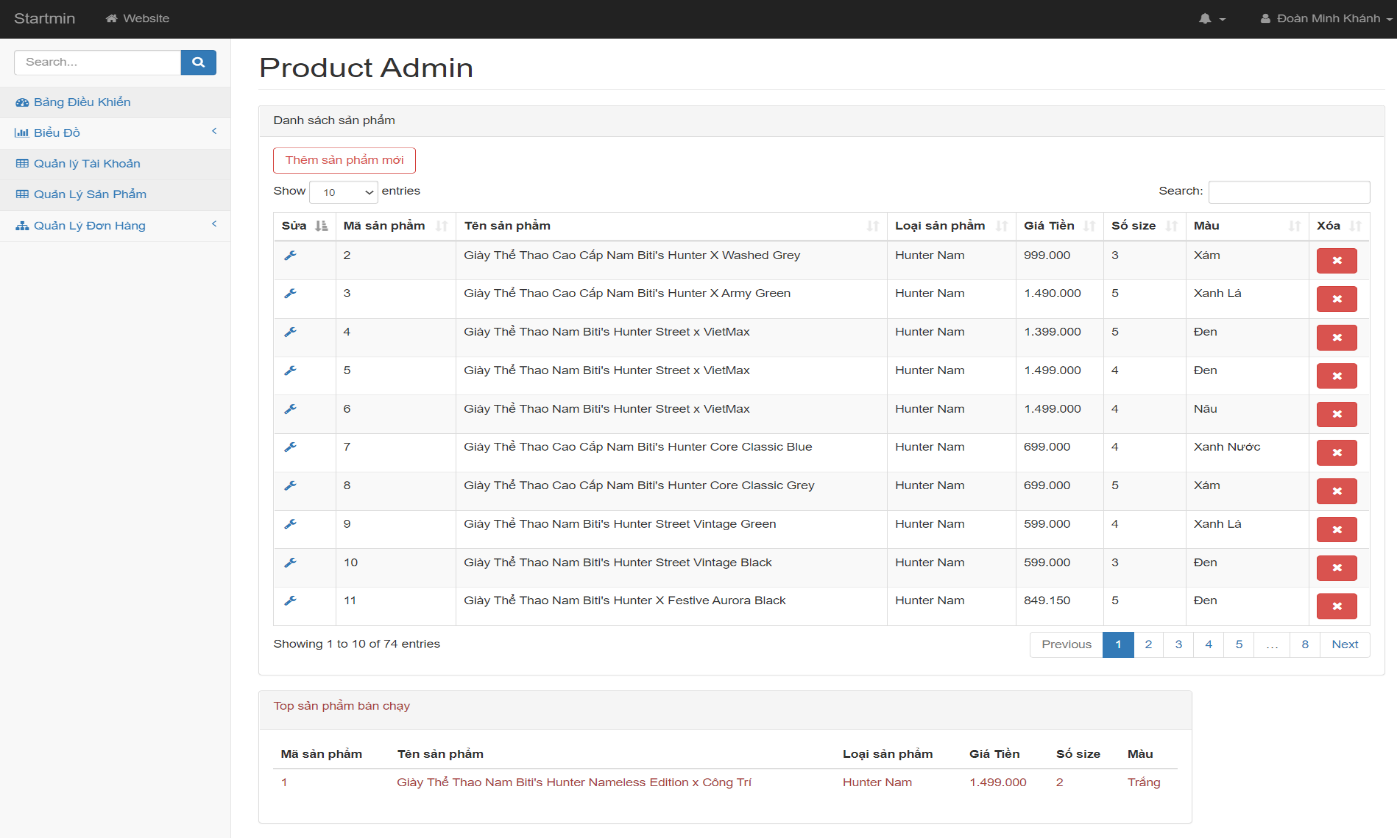 Startmin Website Đoàn Minh Khánh
Search...
Bảng Điều Khiển
Biểu Đồ
Quản lý Tài Khoản
Quản Lý Sản Phẩm
Quản Lý Đơn Hàng
Product Admin
Danh sách sản phẩm
Thêm sản phẩm mới
Show 10 entries Search:
Sửa Mã sản phẩm Tên sản phẩm Loại sản phẩm Giá Tiền Số size Màu Xóa
2 Giày Thể Thao Cao Cấp Nam Biti's Hunter X Washed Grey Hunter Nam 999.000 3 Xám
3 Giày Thể Thao Cao Cấp Nam Biti's Hunter X Army Green Hunter Nam 1.490.000 5 Xanh Lá
4 Giày Thể Thao Nam Biti's Hunter Street x VietMax Hunter Nam 1.399.000 5 Đen
5 Giày Thể Thao Nam Biti's Hunter Street x VietMax Hunter Nam 1.499.000 4 Đen
6 Giày Thể Thao Nam Biti's Hunter Street x VietMax Hunter Nam 1.499.000 4 Nâu
7 Giày Thể Thao Cao Cấp Nam Biti's Hunter Core Classic Blue Hunter Nam 699.000 4 Xanh Nước
8 Giày Thể Thao Cao Cấp Nam Biti's Hunter Core Classic Grey Hunter Nam 699.000 5 Xám
9 Giày Thể Thao Nam Biti's Hunter Street Vintage Green Hunter Nam 599.000 4 Xanh Lá
10 Giày Thể Thao Nam Biti's Hunter Street Vintage Black Hunter Nam 599.000 3 Đen
11 Giày Thể Thao Nam Biti's Hunter X Festive Aurora Black Hunter Nam 849.150 5 Đen
Showing 1 to 10 of 74 entries Previous 1 2 3 4 5 ... 8 Next
Top sản phẩm bán chạy
Mã sản phẩm Tên sản phẩm Loại sản phẩm Giá Tiền Số size Màu
1 Giày Thể Thao Nam Biti's Hunter Nameless Edition x Công Trí Hunter Nam 1.499.000 2 Trắng